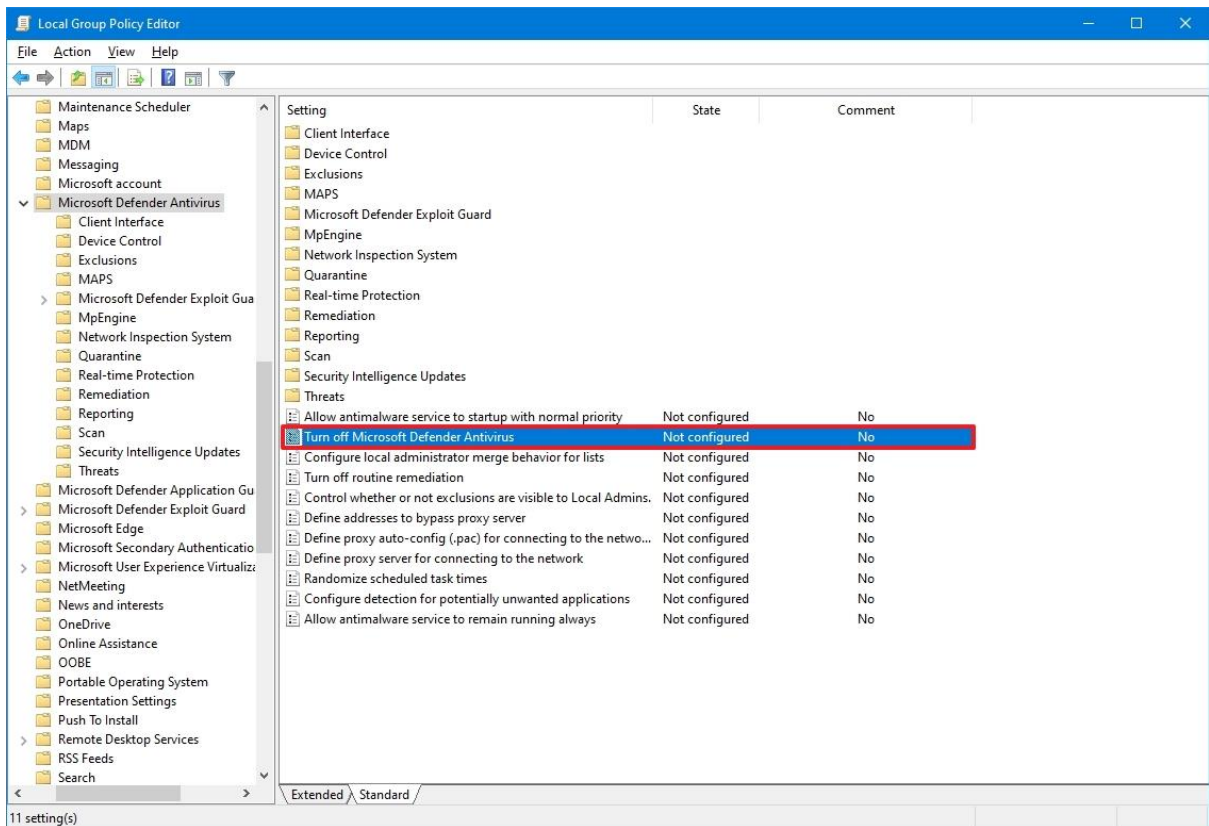 Local Group Policy Editor
File Action View Help
Maintenance Scheduler
Maps
MDM
Messaging
Microsoft account
Microsoft Defender Antivirus
Client Interface
Device Control
Exclusions
MAPS
Microsoft Defender Exploit Gua
MpEngine
Network Inspection System
Quarantine
Real-time Protection
Remediation
Reporting
Scan
Security Intelligence Updates
Threats
Microsoft Defender Application Gu
Microsoft Defender Exploit Guard
Microsoft Edge
Microsoft Secondary Authenticatio
Microsoft User Experience Virtualiza
NetMeeting
News and interests
OneDrive
Online Assistance
OOBE
Portable Operating System
Presentation Settings
Push To Install
Remote Desktop Services
RSS Feeds
Search
Setting State Comment
Client Interface
Device Control
Exclusions
MAPS
Microsoft Defender Exploit Guard
MpEngine
Network Inspection System
Quarantine
Real-time Protection
Remediation
Reporting
Scan
Security Intelligence Updates
Threats
Allow antimalware service to startup with normal priority Not configured No
Turn off Microsoft Defender Antivirus Not configured No
Configure local administrator merge behavior for lists Not configured No
Turn off routine remediation Not configured No
Control whether or not exclusions are visible to Local Admins. Not configured No
Define addresses to bypass proxy server Not configured No
Define proxy auto-config (.pac) for connecting to the netwo... Not configured No
Define proxy server for connecting to the network Not configured No
Randomize scheduled task times Not configured No
Configure detection for potentially unwanted applications Not configured No
Allow antimalware service to remain running always Not configured No
Extended Standard
11 setting(s)